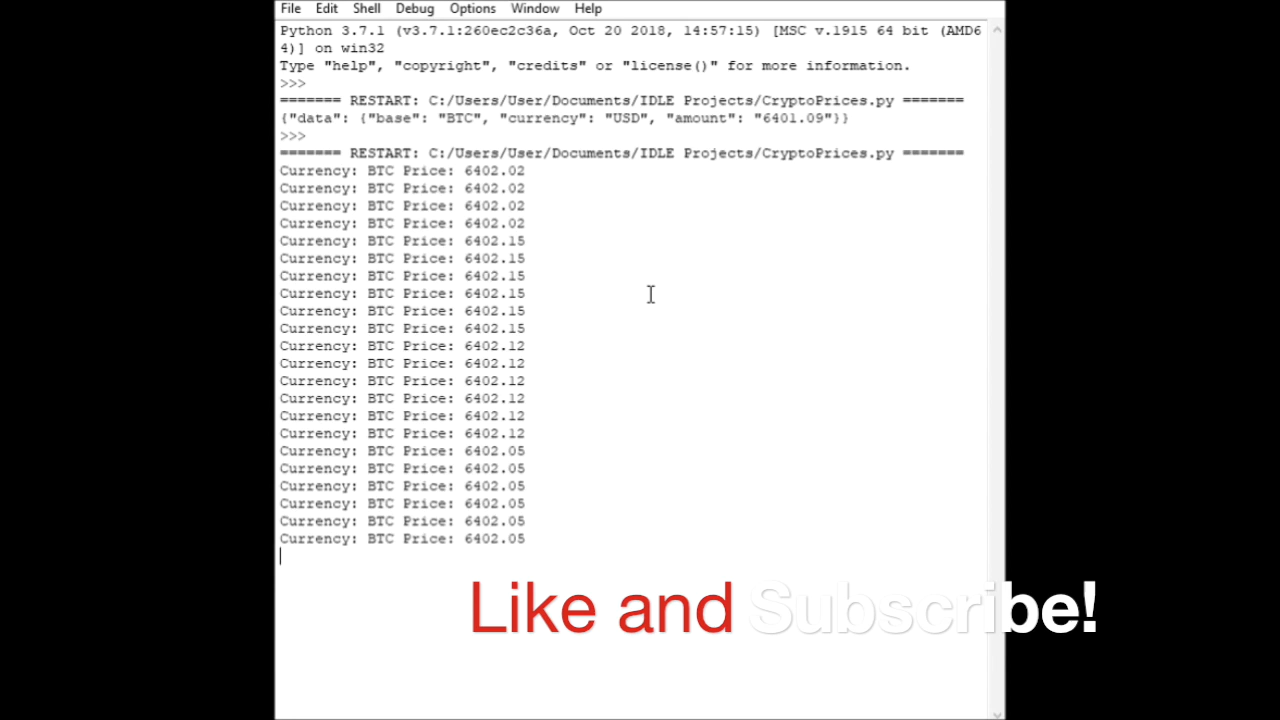 File Edit Shell Debug Options Window Help
Python 3.7.1 (v3.7.1:260ec2c36a, Oct 20 2018, 14:57:15) [MSC v.1915 64 bit (AMD6
4)] on win32
Type "help", "copyright", "credits" or "license()" for more information.
>>>
======= RESTART: C:/Users/User/Documents/IDLE Projects/CryptoPrices.py =======
{"data": {"base": "BTC", "currency": "USD", "amount": "6401.09"}}
>>>
======= RESTART: C:/Users/User/Documents/IDLE Projects/CryptoPrices.py =======
Currency: BTC Price: 6402.02
Currency: BTC Price: 6402.02
Currency: BTC Price: 6402.02
Currency: BTC Price: 6402.02
Currency: BTC Price: 6402.15
Currency: BTC Price: 6402.15
Currency: BTC Price: 6402.15
Currency: BTC Price: 6402.15
Currency: BTC Price: 6402.15
Currency: BTC Price: 6402.15
Currency: BTC Price: 6402.12
Currency: BTC Price: 6402.12
Currency: BTC Price: 6402.12
Currency: BTC Price: 6402.12
Currency: BTC Price: 6402.12
Currency: BTC Price: 6402.12
Currency: BTC Price: 6402.05
Currency: BTC Price: 6402.05
Currency: BTC Price: 6402.05
Currency: BTC Price: 6402.05
Currency: BTC Price: 6402.05
Currency: BTC Price: 6402.05
Like and Subscribe!